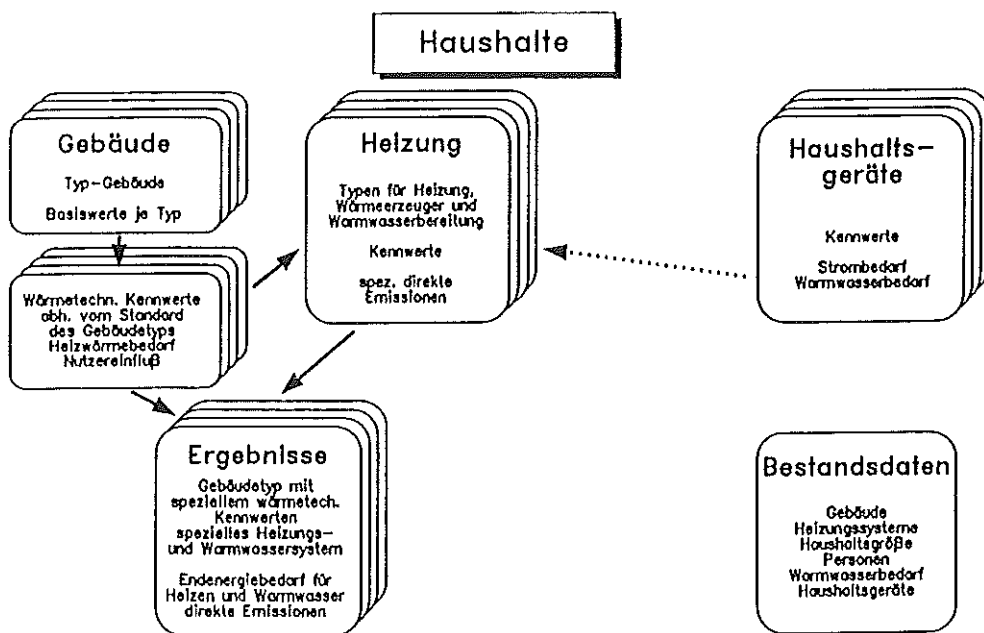 Haushalte
Gebäude
Typ-Gebäude
Basiswerte je Typ
Wärmetechn. Kennwerte
abh. vom Standard
des Gebäudetyps
Heizwärmebedarf
Nutzereinfluß
Heizung
Typen für Heizung,
Wärmeerzeuger und
Warmwasserbereitung
Kennwerte
spez. direkte
Emissionen
Haushalts-
geräte
Kennwerte
Strombedarf
Warmwasserbedarf
Ergebnisse
Gebäudetyp mit
speziellem wärmetech.
Kennwerten
spezielles Heizungs-
und Warmwassersystem
Endenergiebedarf für
Heizen und Warmwasser
direkte Emissionen
Bestandsdaten
Gebäude
Heizungssysteme
Haushaltsgröße
Personen
Warmwasserbedarf
Haushaltsgeräte